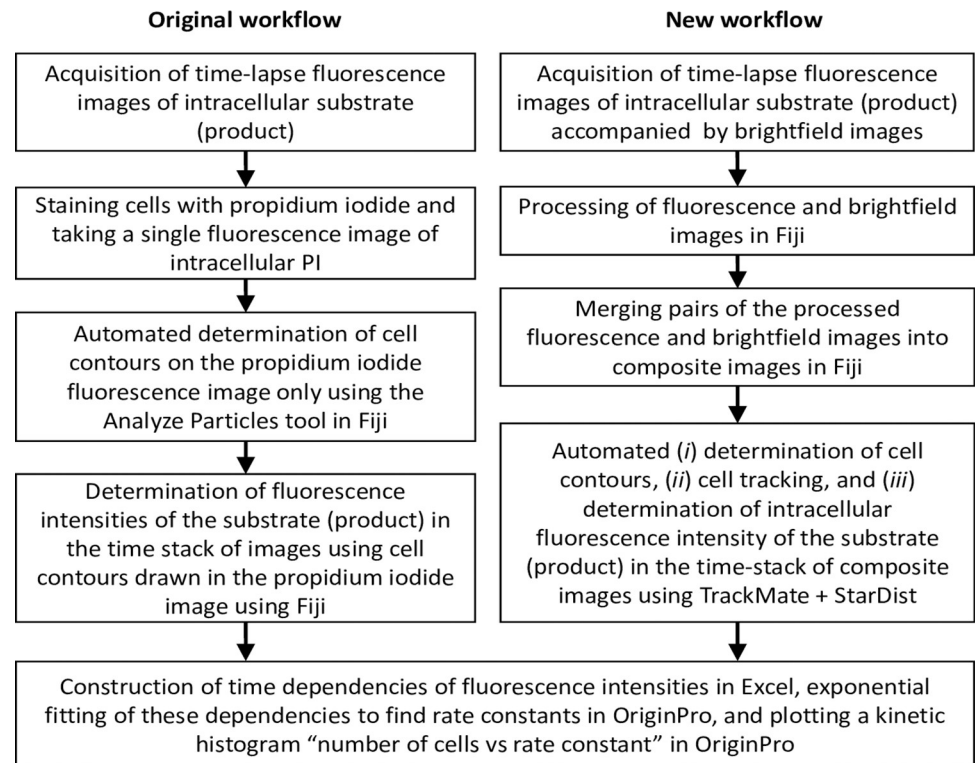 Original workflow
Acquisition of time-lapse fluorescence
images of intracellular substrate
(product)
Staining cells with propidium iodide and
taking a single fluorescence image of
intracellular PI
Automated determination of cell
contours on the propidium iodide
fluorescence image only using the
Analyze Particles tool in Fiji
Determination of fluorescence
intensities of the substrate (product) in
the time stack of images using cell
contours drawn in the propidium iodide
image using Fiji
New workflow
Acquisition of time-lapse fluorescence
images of intracellular substrate (product)
accompanied by brightfield images
Processing of fluorescence and brightfield
images in Fiji
Merging pairs of the processed
fluorescence and brightfield images into
composite images in Fiji
Automated (i) determination of cell
contours, (ii) cell tracking, and (iii)
determination of intracellular
fluorescence intensity of the substrate
(product) in the time-stack of composite
images using TrackMate + StarDist
Construction of time dependencies of fluorescence intensities in Excel, exponential
fitting of these dependencies to find rate constants in OriginPro, and plotting a kinetic
histogram “number of cells vs rate constant” in OriginPro